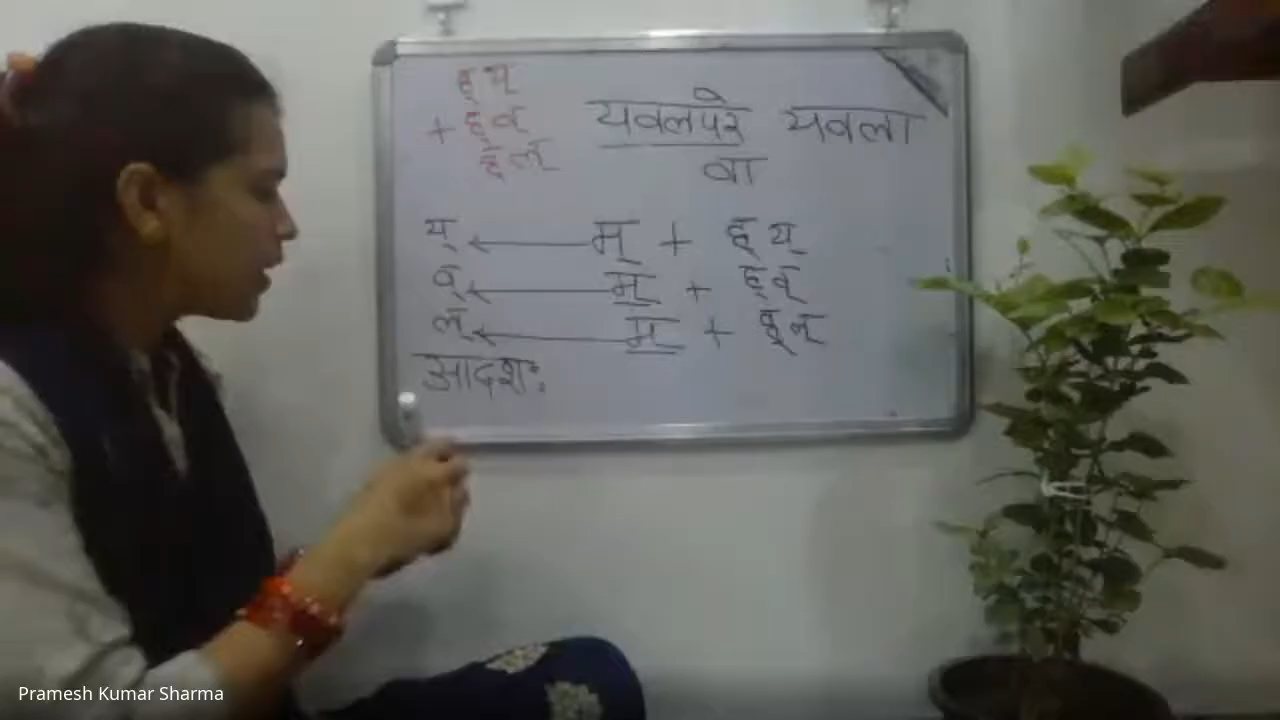 ह् य्
+ ह् व्
ह् ल्
यवलपरे यवला
वा
य् ← म् + ह् य्
व् ← म् + ह् व्
ल् ← म् + ह् ल्
आदेशः
Pramesh Kumar Sharma